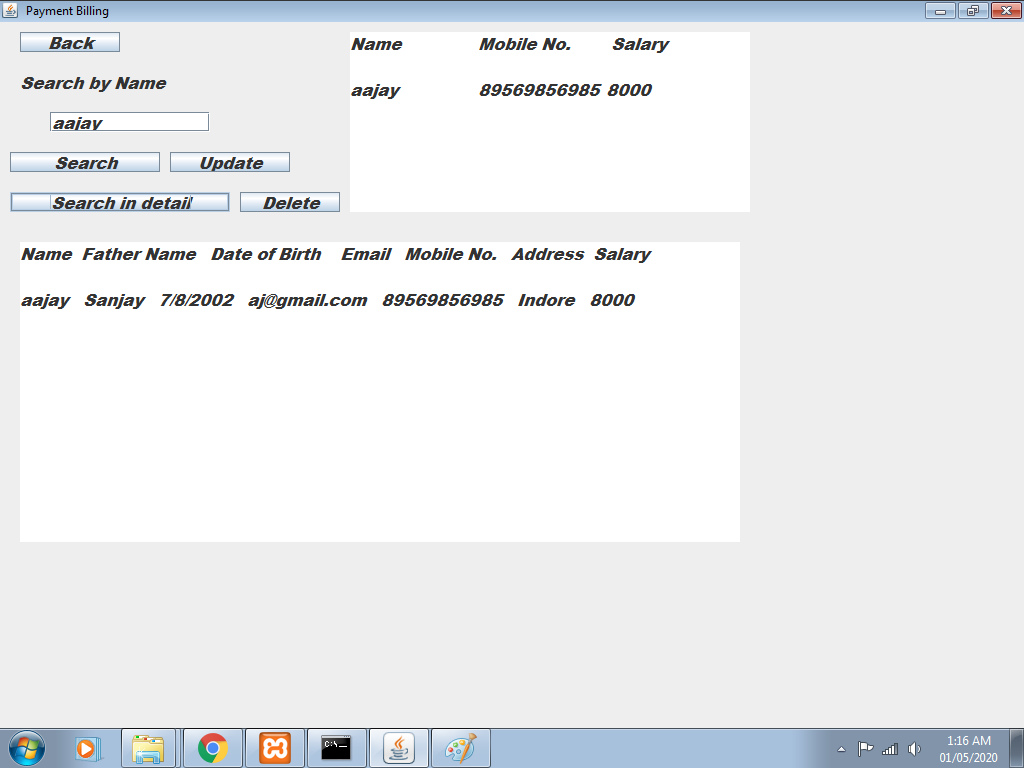 Payment Billing
Back
Search by Name
aajay
Search Update
Search in detail Delete
Name Mobile No. Salary
aajay 89569856985 8000
Name Father Name Date of Birth Email Mobile No. Address Salary
aajay Sanjay 7/8/2002 aj@gmail.com 89569856985 Indore 8000
C:\.
1:16 AM
01/05/2020